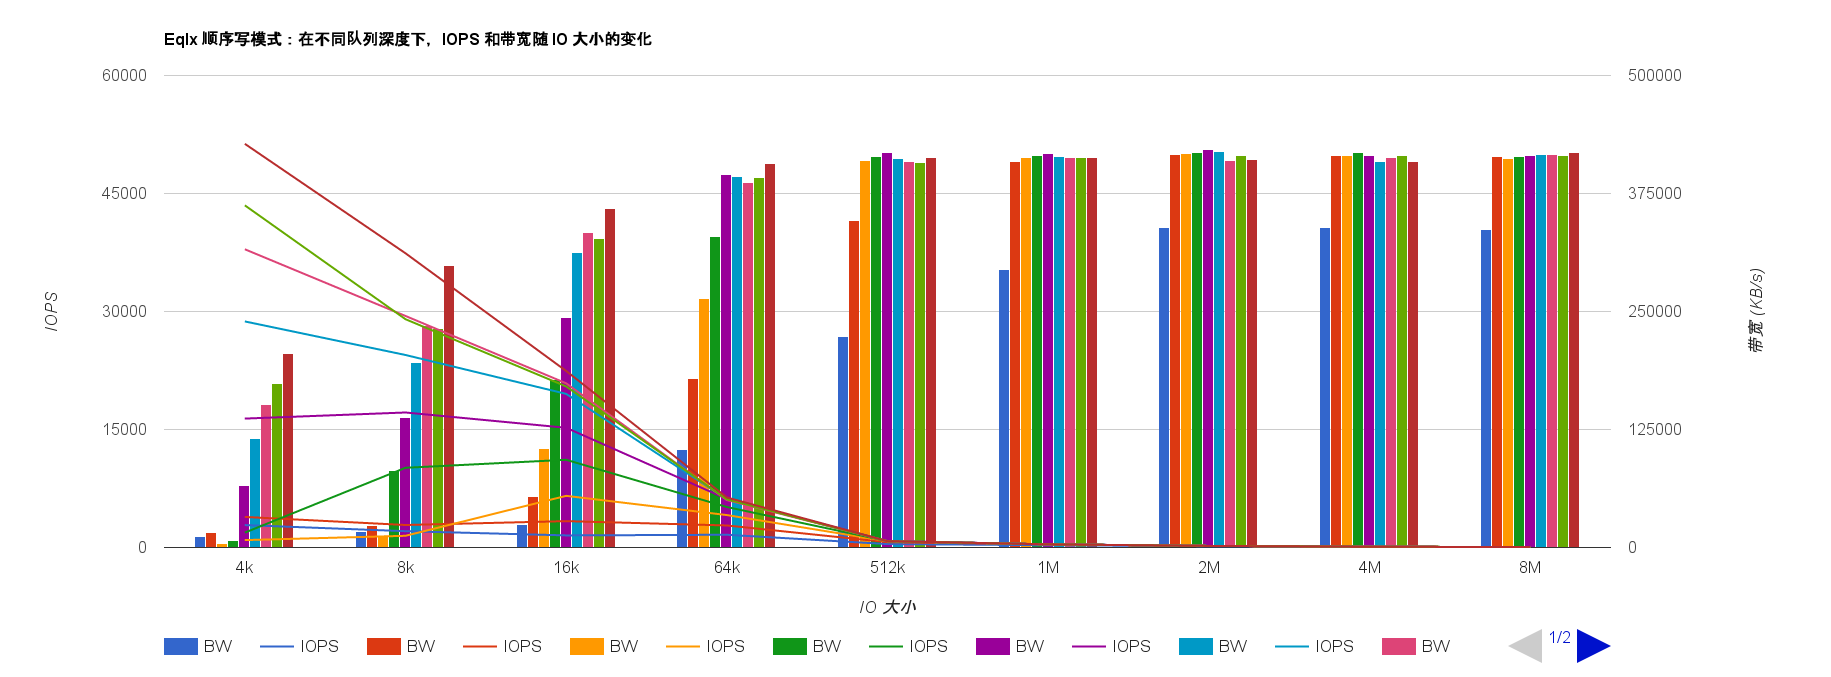 Eqlx 顺序写模式：在不同队列深度下，IOPS 和带宽随 IO 大小的变化
60000
500000
45000
375000
30000
250000
15000
125000
0
0
IOPS
带宽 (KB/s)
4k 8k 16k 64k 512k 1M 2M 4M 8M
IO 大小
BW IOPS BW IOPS BW IOPS BW IOPS BW IOPS BW IOPS BW 1/2